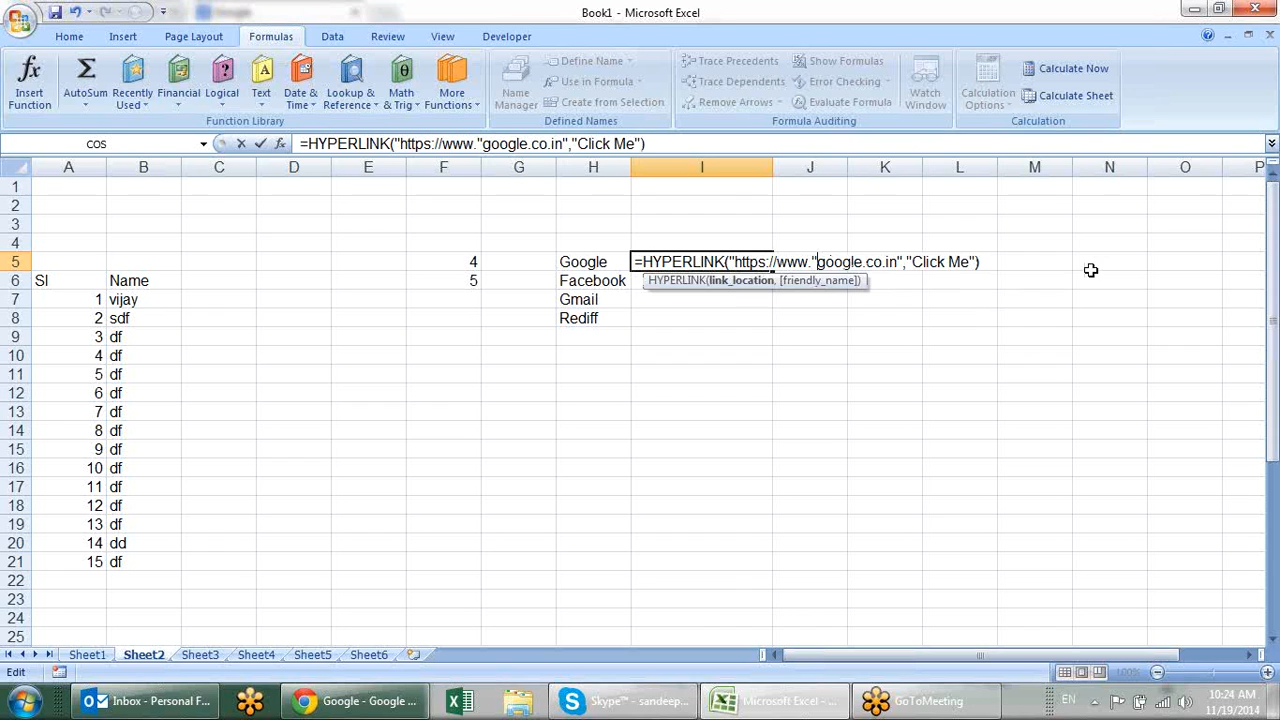 Book1 - Microsoft Excel
Home Insert Page Layout Formulas Data Review View Developer
Insert Function
AutoSum
Recently Used
Financial
Logical
Text
Date & Time
Lookup & Reference
Math & Trig
More Functions
Function Library
Name Manager
Define Name
Use in Formula
Create from Selection
Defined Names
Trace Precedents
Trace Dependents
Remove Arrows
Show Formulas
Error Checking
Evaluate Formula
Watch Window
Formula Auditing
Calculation Options
Calculate Now
Calculate Sheet
Calculation
COS =HYPERLINK("https://www."google.co.in","Click Me")
A B C D E F G H I J K L M N O P
1
2
3
4
5 4 Google =HYPERLINK("https://www."google.co.in","Click Me")
6 Sl Name 5 Facebook HYPERLINK(link_location, [friendly_name])
7 1 vijay Gmail
8 2 sdf Rediff
9 3 df
10 4 df
11 5 df
12 6 df
13 7 df
14 8 df
15 9 df
16 10 df
17 11 df
18 12 df
19 13 df
20 14 dd
21 15 df
22
23
24
25
Sheet1 Sheet2 Sheet3 Sheet4 Sheet5 Sheet6
Edit 100%
Inbox - Personal F... Google - Google ... Skype™ - sandeep... Microsoft Excel - ... GoToMeeting EN 10:24 AM
11/19/2014